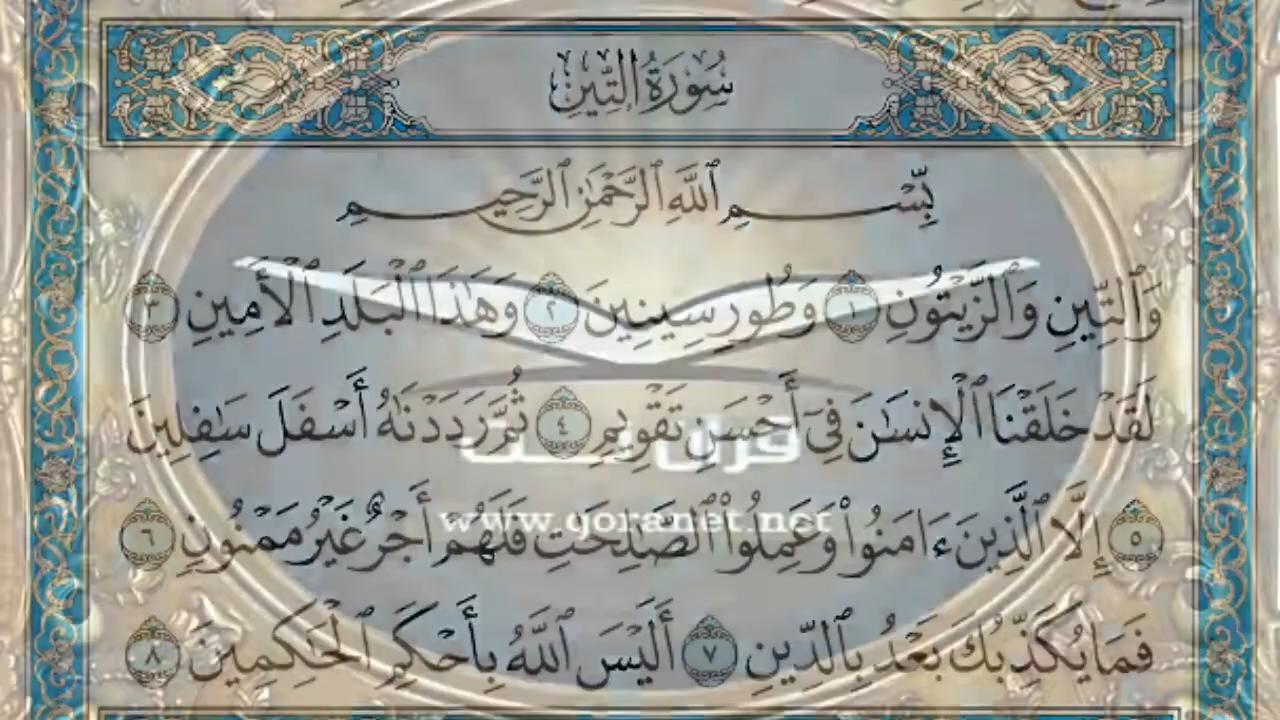 سُورَةُ التِّينِ
بِّسْمِ ٱللَّهِ ٱلرَّحْمَٰنِ ٱلرَّحِيمِ
وَٱلتِّينِ وَٱلزَّيْتُونِ ١ وَطُورِ سِينِينَ ٢ وَهَٰذَا ٱلْبَلَدِ ٱلْأَمِينِ ٣
لَقَدْ خَلَقْنَا ٱلْإِنسَٰنَ فِىٓ أَحْسَنِ تَقْوِيمٍ ٤ ثُمَّ رَدَدْنَٰهُ أَسْفَلَ سَٰفِلِينَ
٥ إِلَّا ٱلَّذِينَ ءَامَنُوا۟ وَعَمِلُوا۟ ٱلصَّٰلِحَٰتِ فَلَهُمْ أَجْرٌ غَيْرُ مَمْنُونٍ ٦
فَمَا يُكَذِّبُكَ بَعْدُ بِٱلدِّينِ ٧ أَلَيْسَ ٱللَّهُ بِأَحْكَمِ ٱلْحَٰكِمِينَ ٨
www.qoranet.net